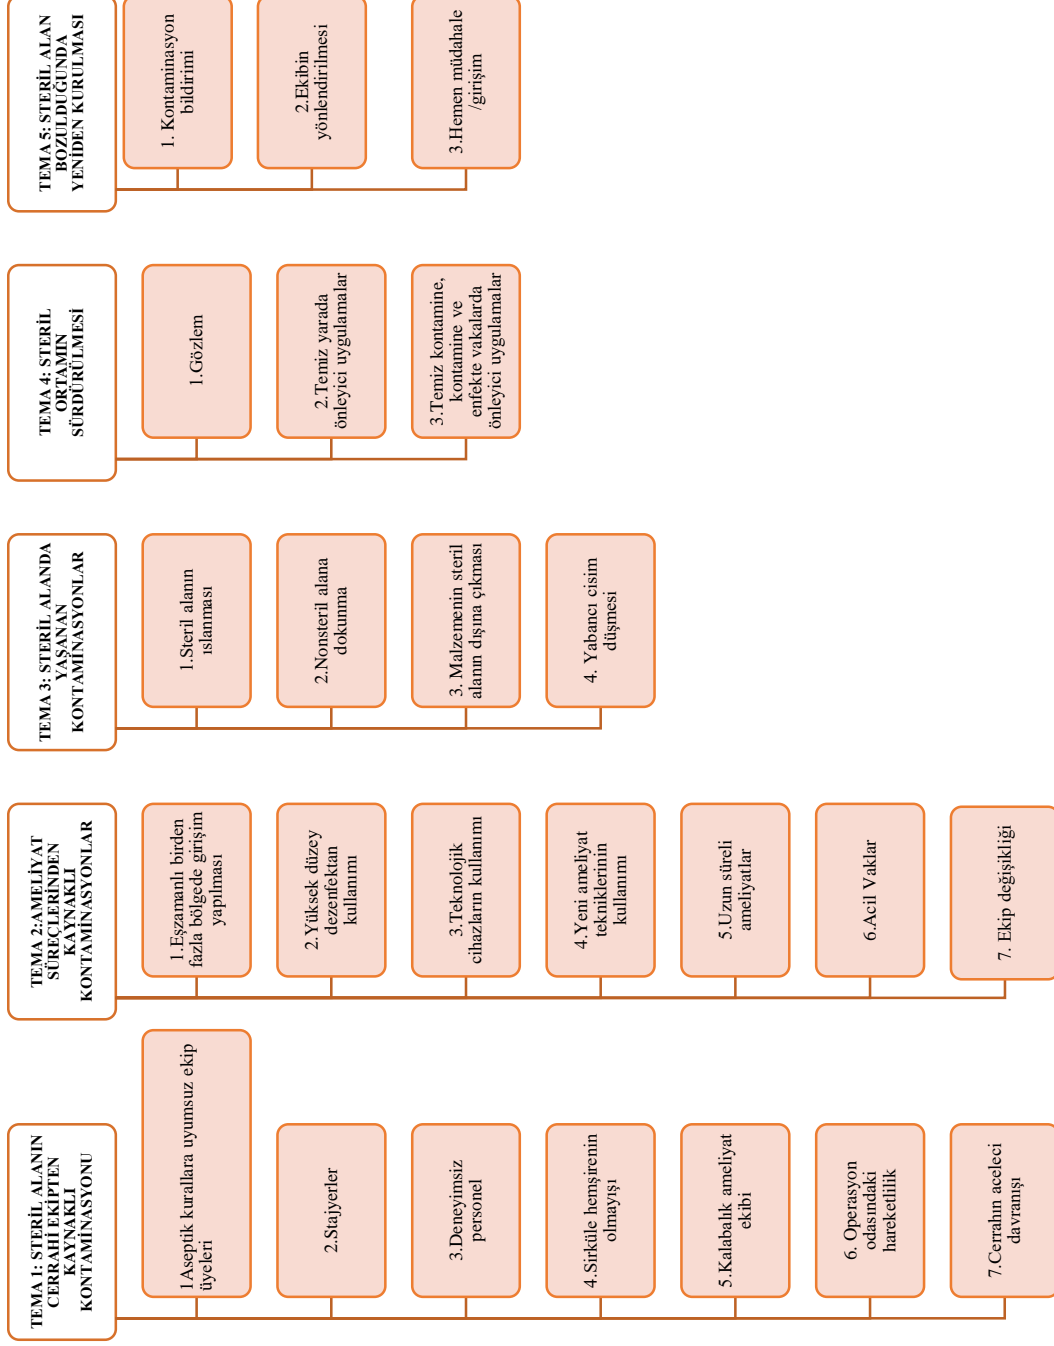 TEMA 1: STERİL ALANIN
CERRAHİ EKİPTEN
KAYNAKLI
KONTAMİNASYONU
1Aseptik kurallara uyumsuz ekip
üyeleri
2.Stajyerler
3.Deneyimsiz
personel
4.Sirküle hemşirenin
olmayışı
5.Kalabalık ameliyat
ekibi
6. Operasyon
odasındaki
hareketlilik
7.Cerrahın aceleci
davranışı
TEMA 2:AMELİYAT
SÜREÇLERİNDEN
KAYNAKLI
KONTAMİNASYONLAR
1.Eşzamanlı birden
fazla bölgede girişim
yapılması
2.Yüksek düzey
dezenfektan
kullanımı
3.Teknolojik
cihazların kullanımı
4.Yeni ameliyat
tekniklerinin
kullanımı
5.Uzun süreli
ameliyatlar
6.Acil Vaklar
7. Ekip değişikliği
TEMA 3: STERİL ALANDA
YAŞANAN
KONTAMİNASYONLAR
1.Steril alanın
ıslanması
2.Nonsteril alana
dokunma
3. Malzemenin steril
alanın dışına çıkması
4. Yabancı cisim
düşmesi
TEMA 4: STERİL
ORTAMIN
SÜRDÜRÜLMESİ
1.Gözlem
2.Temiz yarada
önleyici uygulamalar
3.Temiz kontamine,
kontamine ve
enfekte vakalarda
önleyici uygulamalar
TEMA 5: STERİL ALAN
BOZULDUĞUNDA
YENİDEN KURULMASI
1. Kontaminasyon
bildirimi
2.Ekibin
yönlendirilmesi
3.Hemen müdahale
/girişim